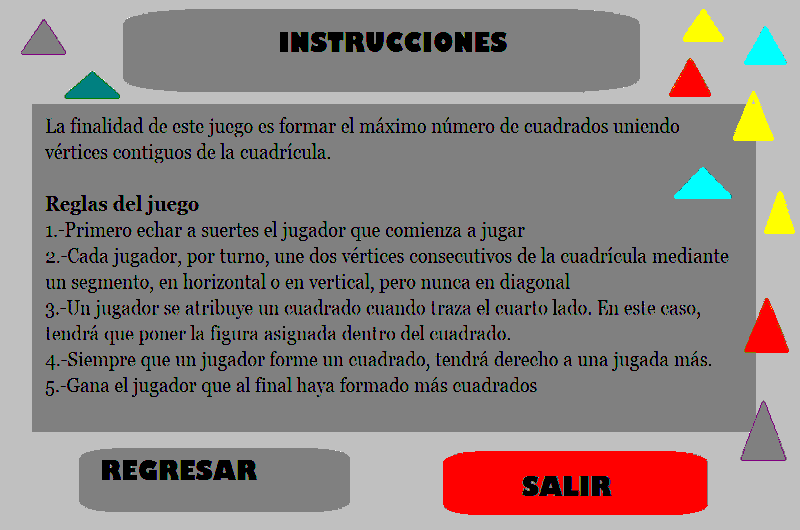 INSTRUCCIONES
La finalidad de este juego es formar el máximo número de cuadrados uniendo
vértices contiguos de la cuadrícula.
Reglas del juego
1.-Primero echar a suertes el jugador que comienza a jugar
2.-Cada jugador, por turno, une dos vértices consecutivos de la cuadrícula mediante
un segmento, en horizontal o en vertical, pero nunca en diagonal
3.-Un jugador se atribuye un cuadrado cuando traza el cuarto lado. En este caso,
tendrá que poner la figura asignada dentro del cuadrado.
4.-Siempre que un jugador forme un cuadrado, tendrá derecho a una jugada más.
5.-Gana el jugador que al final haya formado más cuadrados
REGRESAR
SALIR